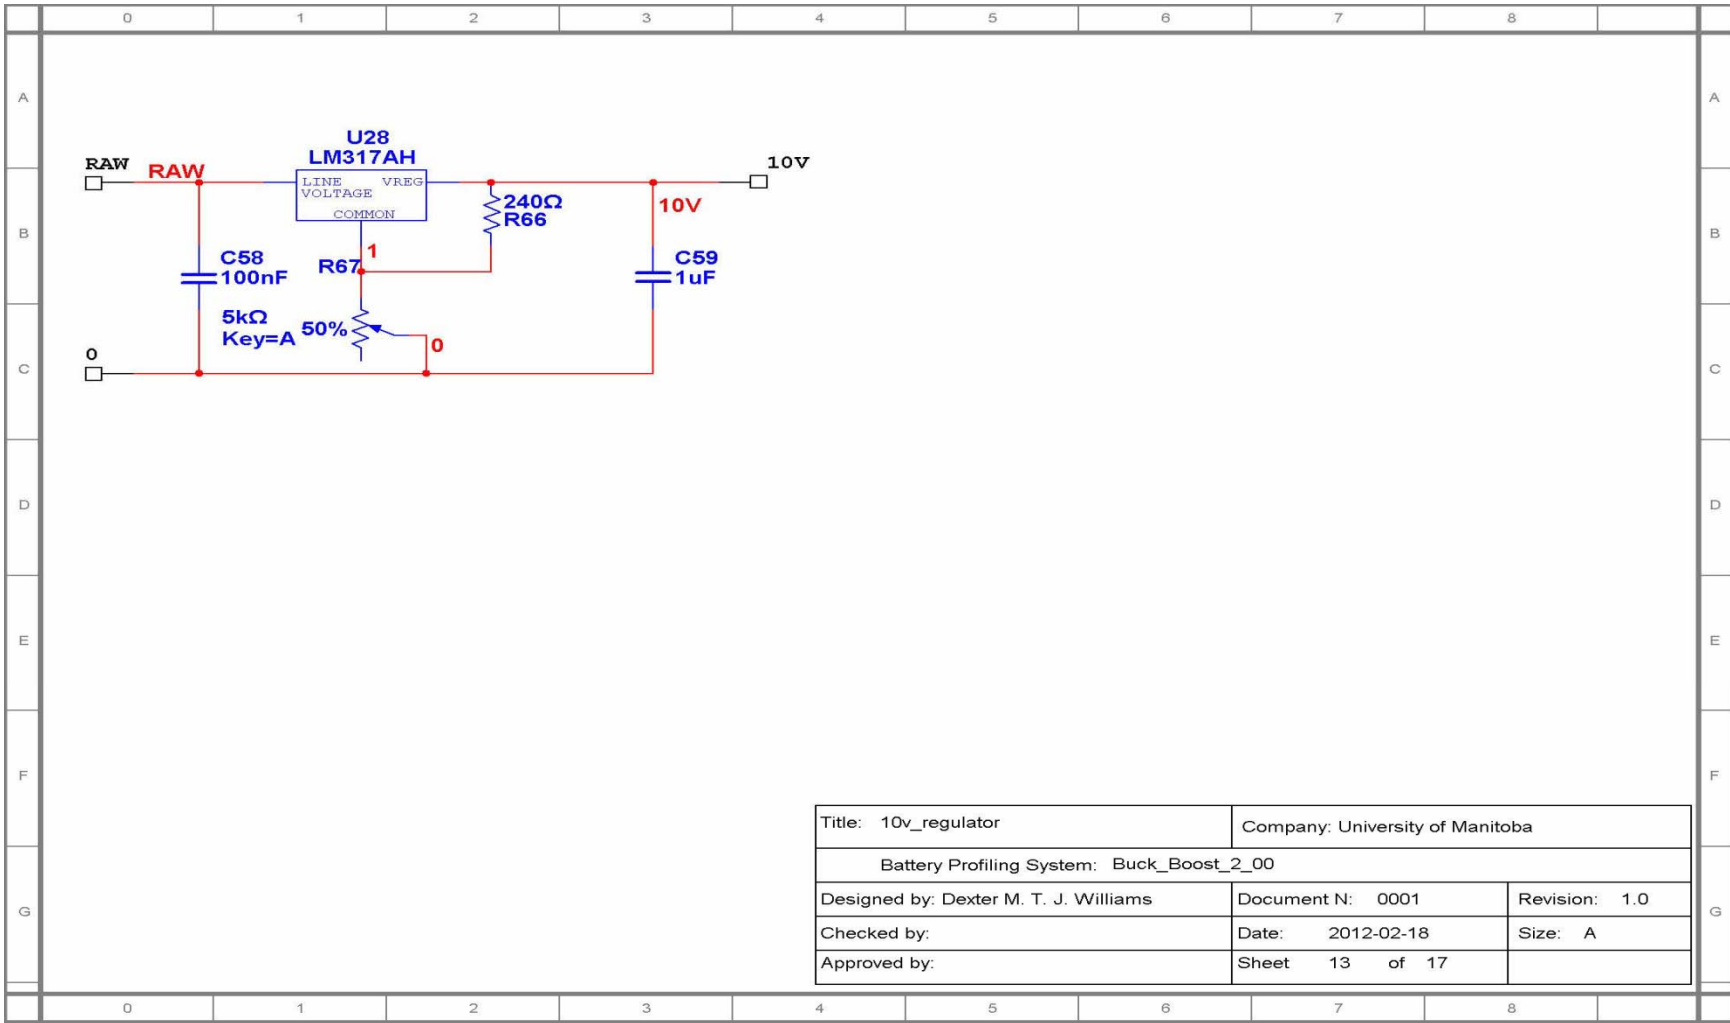 0 1 2 3 4 5 6 7 8
A A
U28
LM317AH
RAW RAW
LINE VREG
VOLTAGE
COMMON
10V
240Ω
R66
10V
B B
1
R67
C58
100nF
C59
1uF
5kΩ
Key=A
50%
0
0
C C
D D
E E
F F
Title: 10v_regulator Company: University of Manitoba
Battery Profiling System: Buck_Boost_2_00
Designed by: Dexter M. T. J. Williams Document N: 0001 Revision: 1.0
G G
Checked by: Date: 2012-02-18 Size: A
Approved by: Sheet 13 of 17
0 1 2 3 4 5 6 7 8